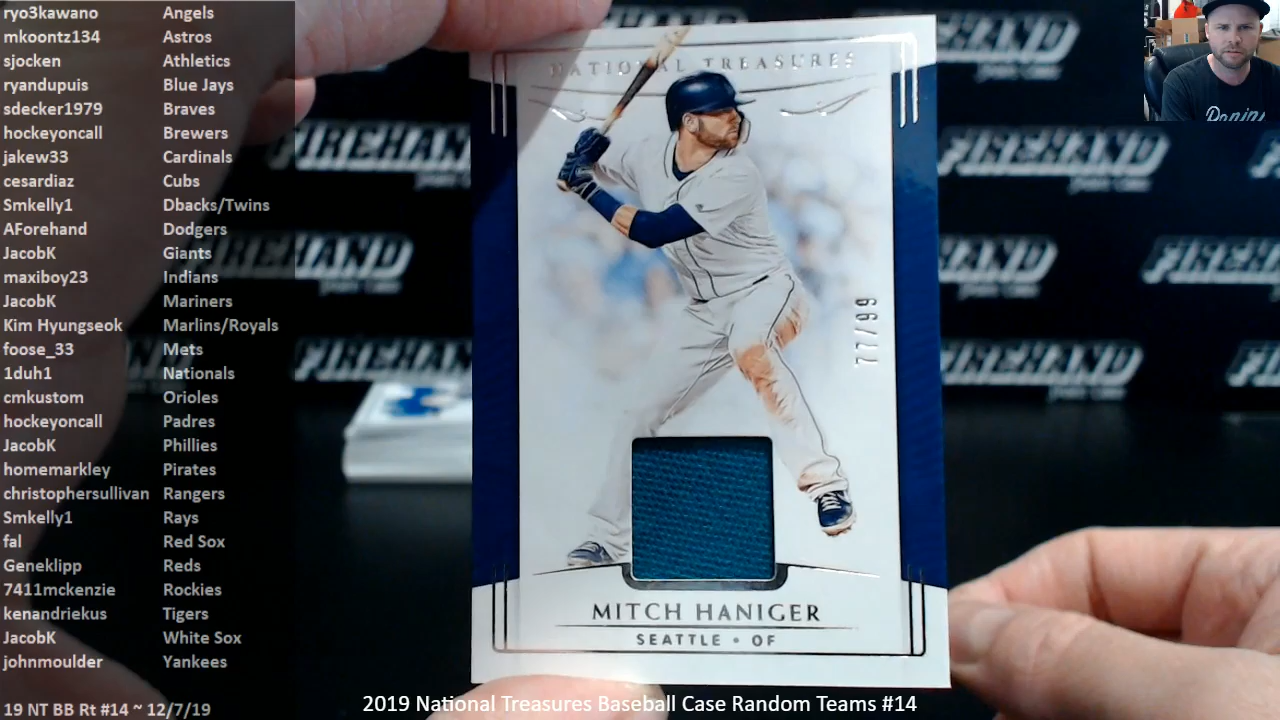 ryo3kawano Angels
mkoontz134 Astros
sjocken Athletics
ryandupuis Blue Jays
sdecker1979 Braves
hockeyoncall Brewers
jakew33 Cardinals
cesardiaz Cubs
Smkelly1 Dbacks/Twins
AForehand Dodgers
JacobK Giants
maxiboy23 Indians
JacobK Mariners
Kim Hyungseok Marlins/Royals
foose_33 Mets
1duh1 Nationals
cmkustom Orioles
hockeyoncall Padres
JacobK Phillies
homemarkley Pirates
christophersullivan Rangers
Smkelly1 Rays
fal Red Sox
Geneklipp Reds
7411mckenzie Rockies
kenandriekus Tigers
JacobK White Sox
johnmoulder Yankees
19 NT BB Rt #14 ~ 12/7/19
NATIONAL TREASURES
77/99
MITCH HANIGER
SEATTLE • OF
2019 National Treasures Baseball Case Random Teams #14
FIREHAND
FIREHAND
FIREHAND
FIREHAND